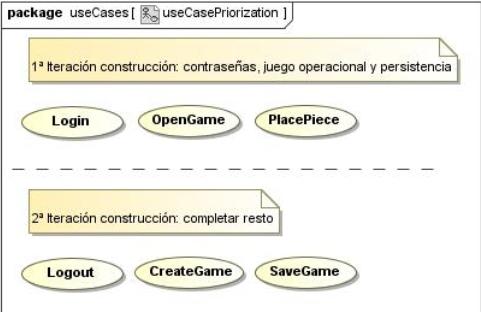 package useCases [ useCasePriorization ]
1ª Iteración construcción: contraseñas, juego operacional y persistencia
Login OpenGame PlacePiece
2ª Iteración construcción: completar resto
Logout CreateGame SaveGame